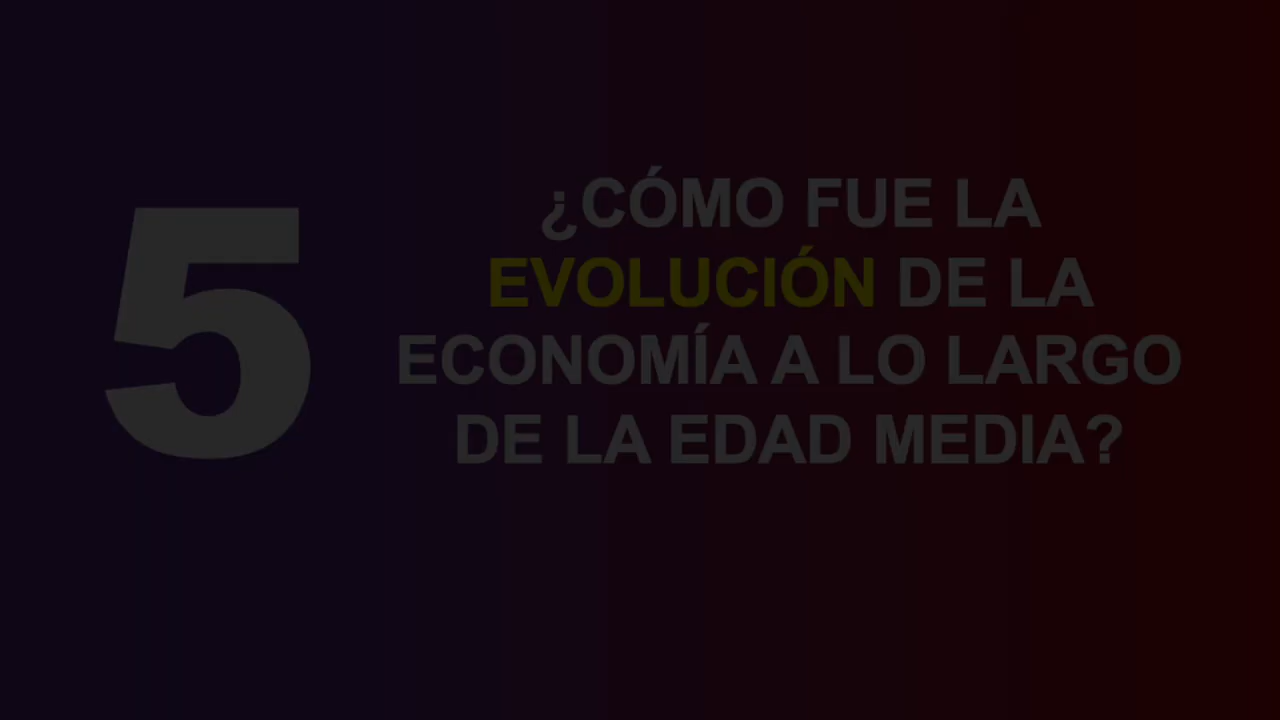 5
¿CÓMO FUE LA
EVOLUCIÓN DE LA
ECONOMÍA A LO LARGO
DE LA EDAD MEDIA?